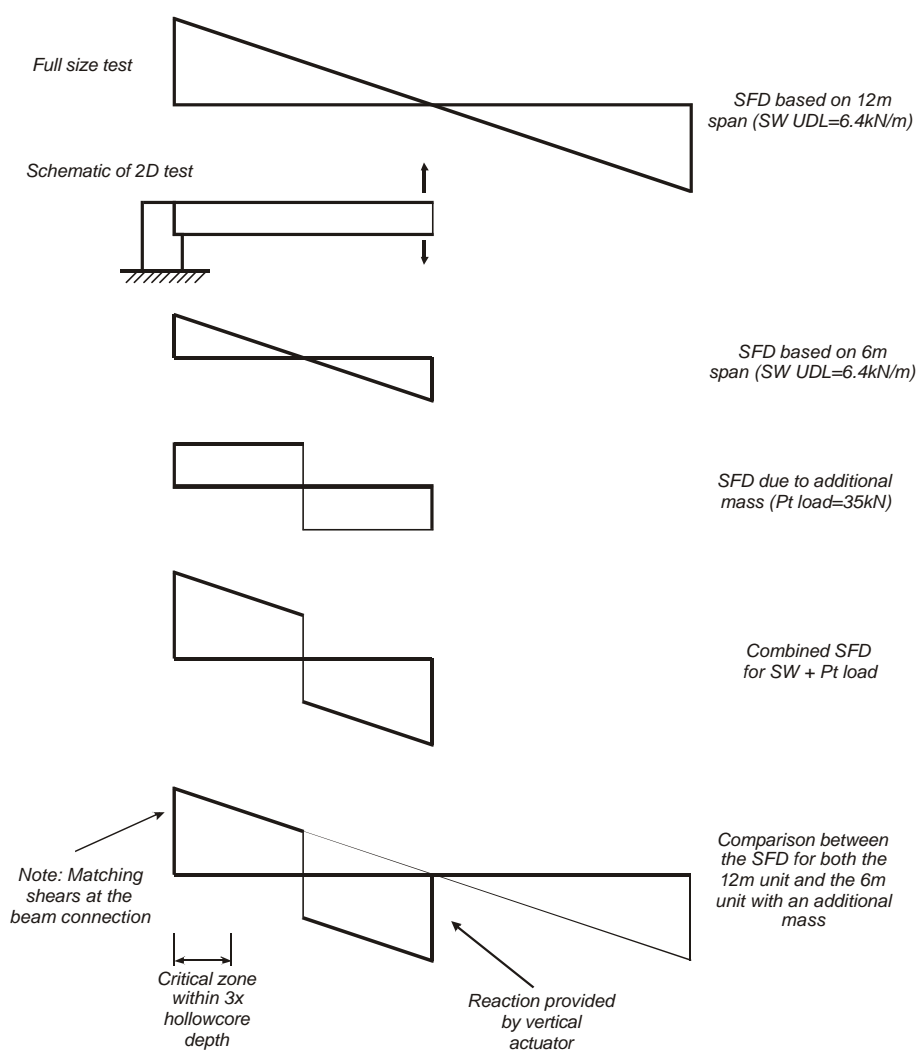 Full size test
SFD based on 12m
span (SW UDL=6.4kN/m)
Schematic of 2D test
SFD based on 6m
span (SW UDL=6.4kN/m)
SFD due to additional
mass (Pt load=35kN)
Combined SFD
for SW + Pt load
Comparison between
the SFD for both the
12m unit and the 6m
unit with an additional
mass
Note: Matching
shears at the
beam connection
Critical zone
within 3x
hollowcore
depth
Reaction provided
by vertical
actuator